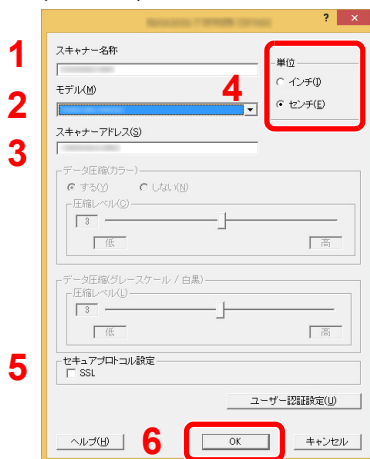 ? ×
1
スキャナー名称
単位
インチ(I)
センチ(E)
2
モデル(M)
4
3
スキャナーアドレス(S)
データ圧縮(カラー)
する(Y) しない(N)
圧縮レベル(O)
3
低 高
データ圧縮(グレースケール / 白黒)
圧縮レベル(L)
3
低 高
5
セキュアプロトコル設定
SSL
ユーザー認証設定(U)
ヘルプ(H) 6 OK キャンセル